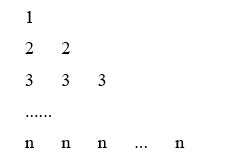 1
2 2
3 3 3
......
n n n ... n